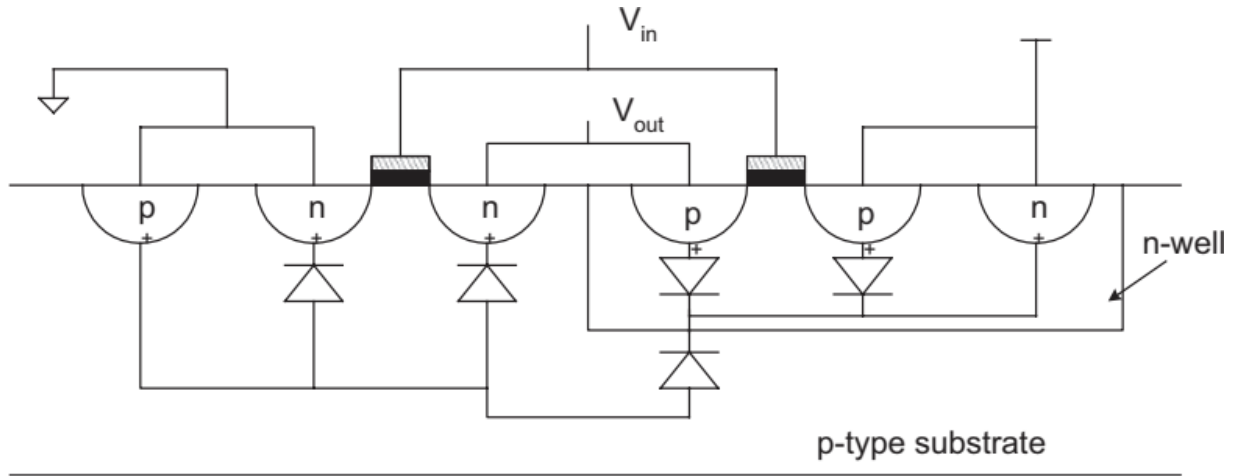 V_in
V_out
p
n
n
p
p
n
+
+
+
+
+
+
n-well
p-type substrate